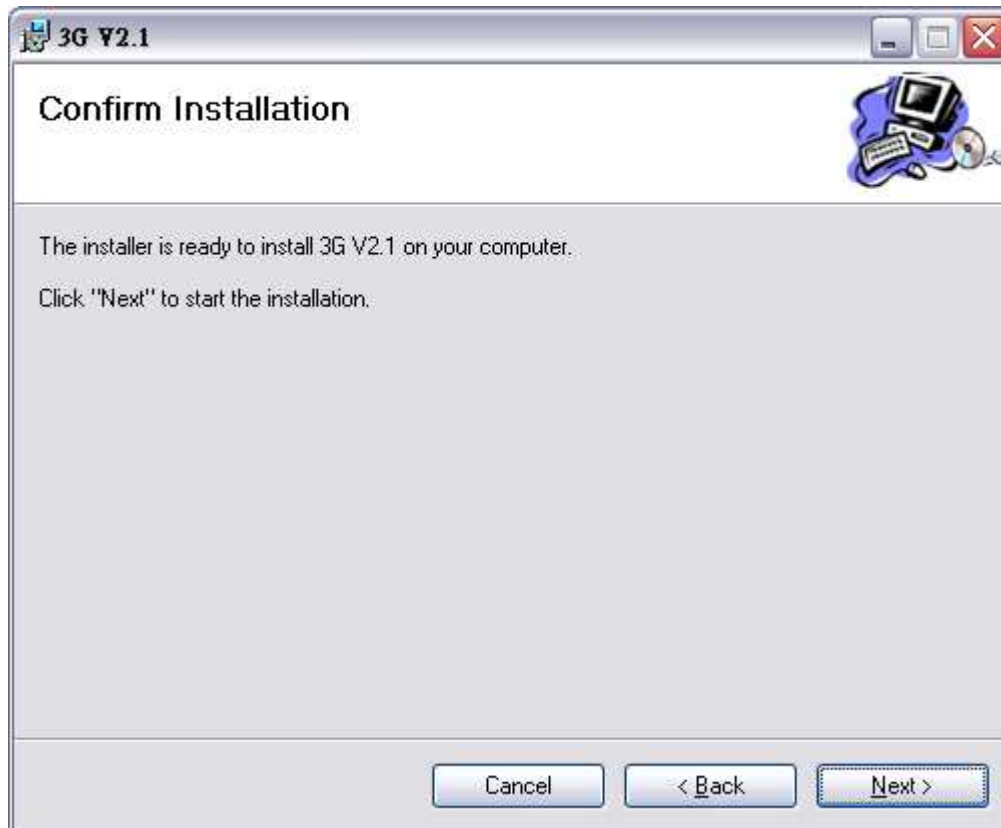 3G V2.1
Confirm Installation
The installer is ready to install 3G V2.1 on your computer.
Click "Next" to start the installation.
Cancel
< Back
Next >